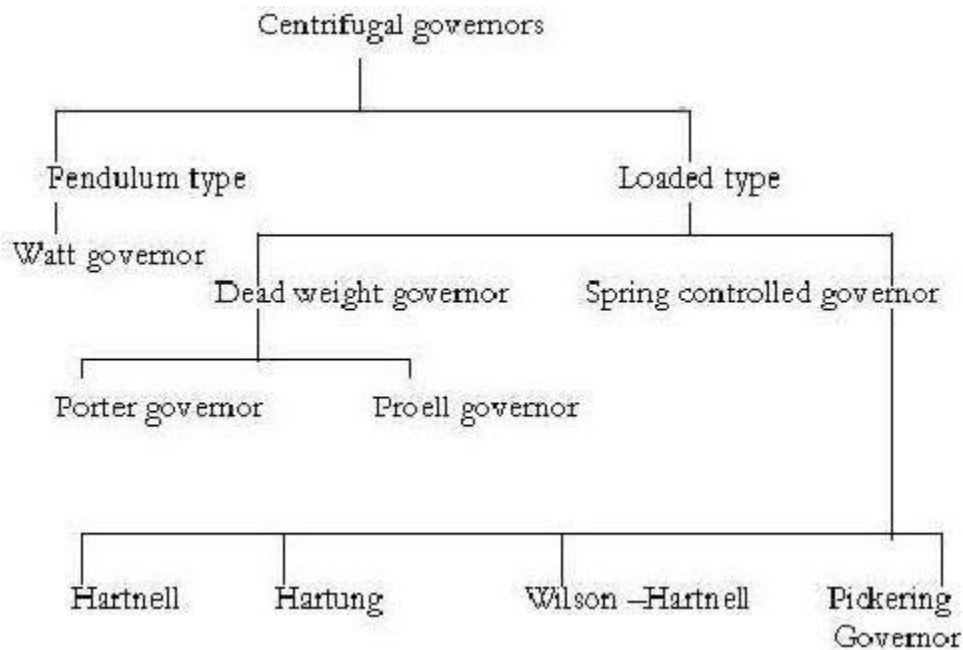 Centrifugal governors
Pendulum type
Loaded type
Watt governor
Dead weight governor
Spring controlled governor
Porter governor
Proell governor
Hartnell
Hartung
Wilson –Hartnell
Pickering
Governor